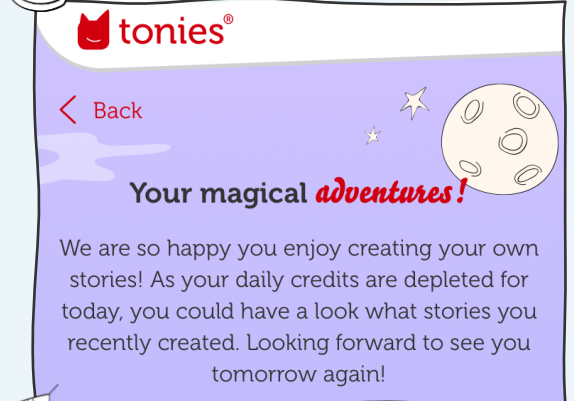 tonies®
Back
Your magical adventures!
We are so happy you enjoy creating your own
stories! As your daily credits are depleted for
today, you could have a look what stories you
recently created. Looking forward to see you
tomorrow again!